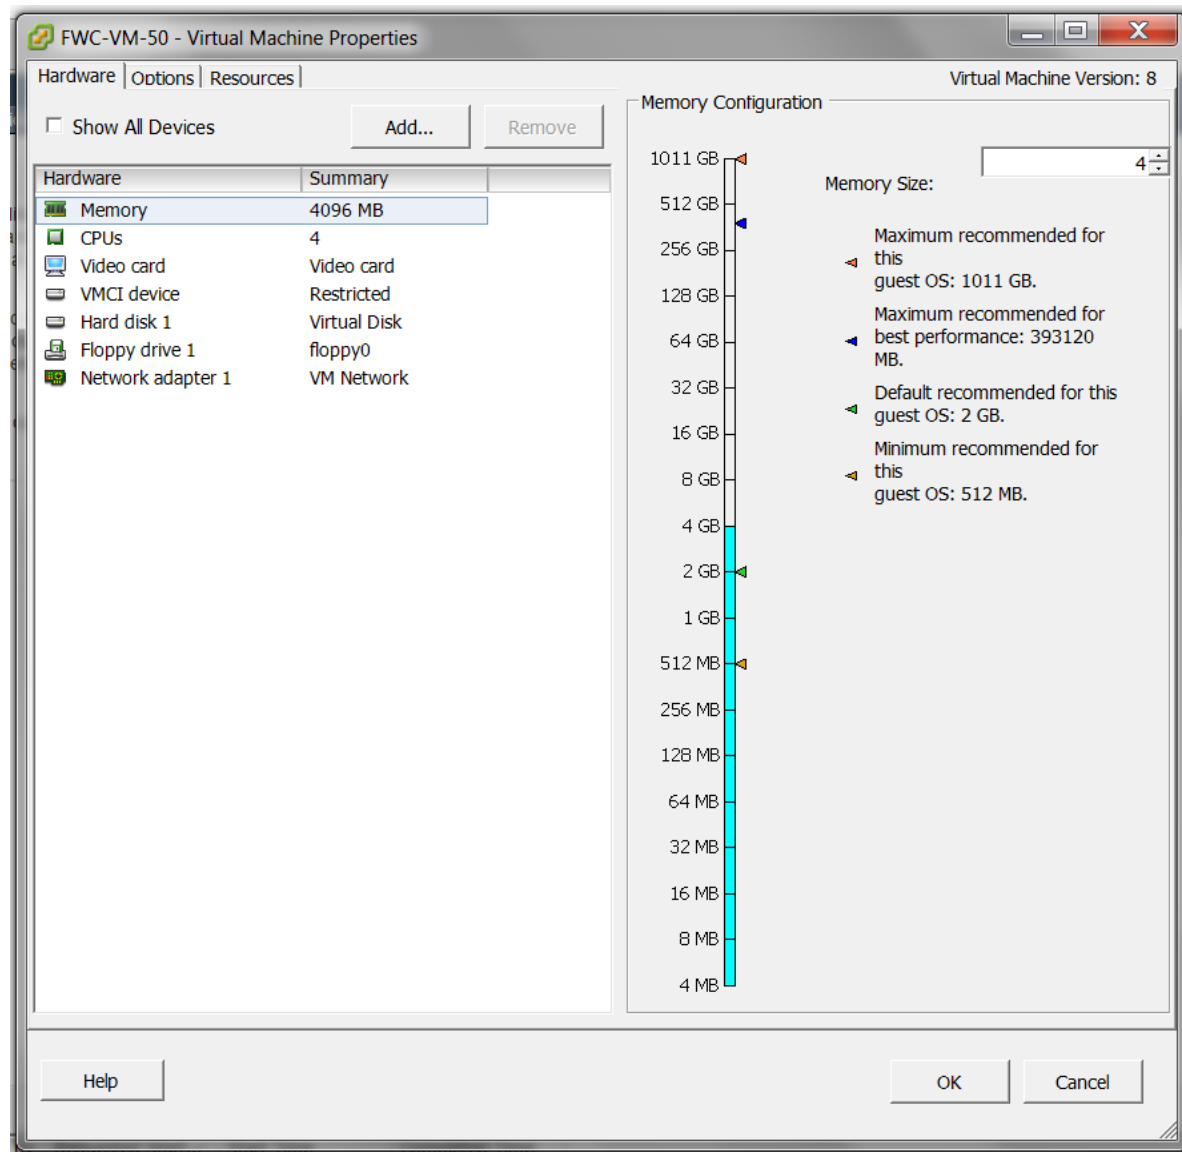 FWC-VM-50 - Virtual Machine Properties
Hardware Options Resources
Virtual Machine Version: 8
Show All Devices
Add...
Remove
Hardware Summary
Memory 4096 MB
CPUs 4
Video card Video card
VMCI device Restricted
Hard disk 1 Virtual Disk
Floppy drive 1 floppy0
Network adapter 1 VM Network
Memory Configuration
1011 GB
512 GB
256 GB
128 GB
64 GB
32 GB
16 GB
8 GB
4 GB
2 GB
1 GB
512 MB
256 MB
128 MB
64 MB
32 MB
16 MB
8 MB
4 MB
4
Memory Size:
Maximum recommended for
this
guest OS: 1011 GB.
Maximum recommended for
best performance: 393120
MB.
Default recommended for this
guest OS: 2 GB.
Minimum recommended for
this
guest OS: 512 MB.
Help
OK
Cancel